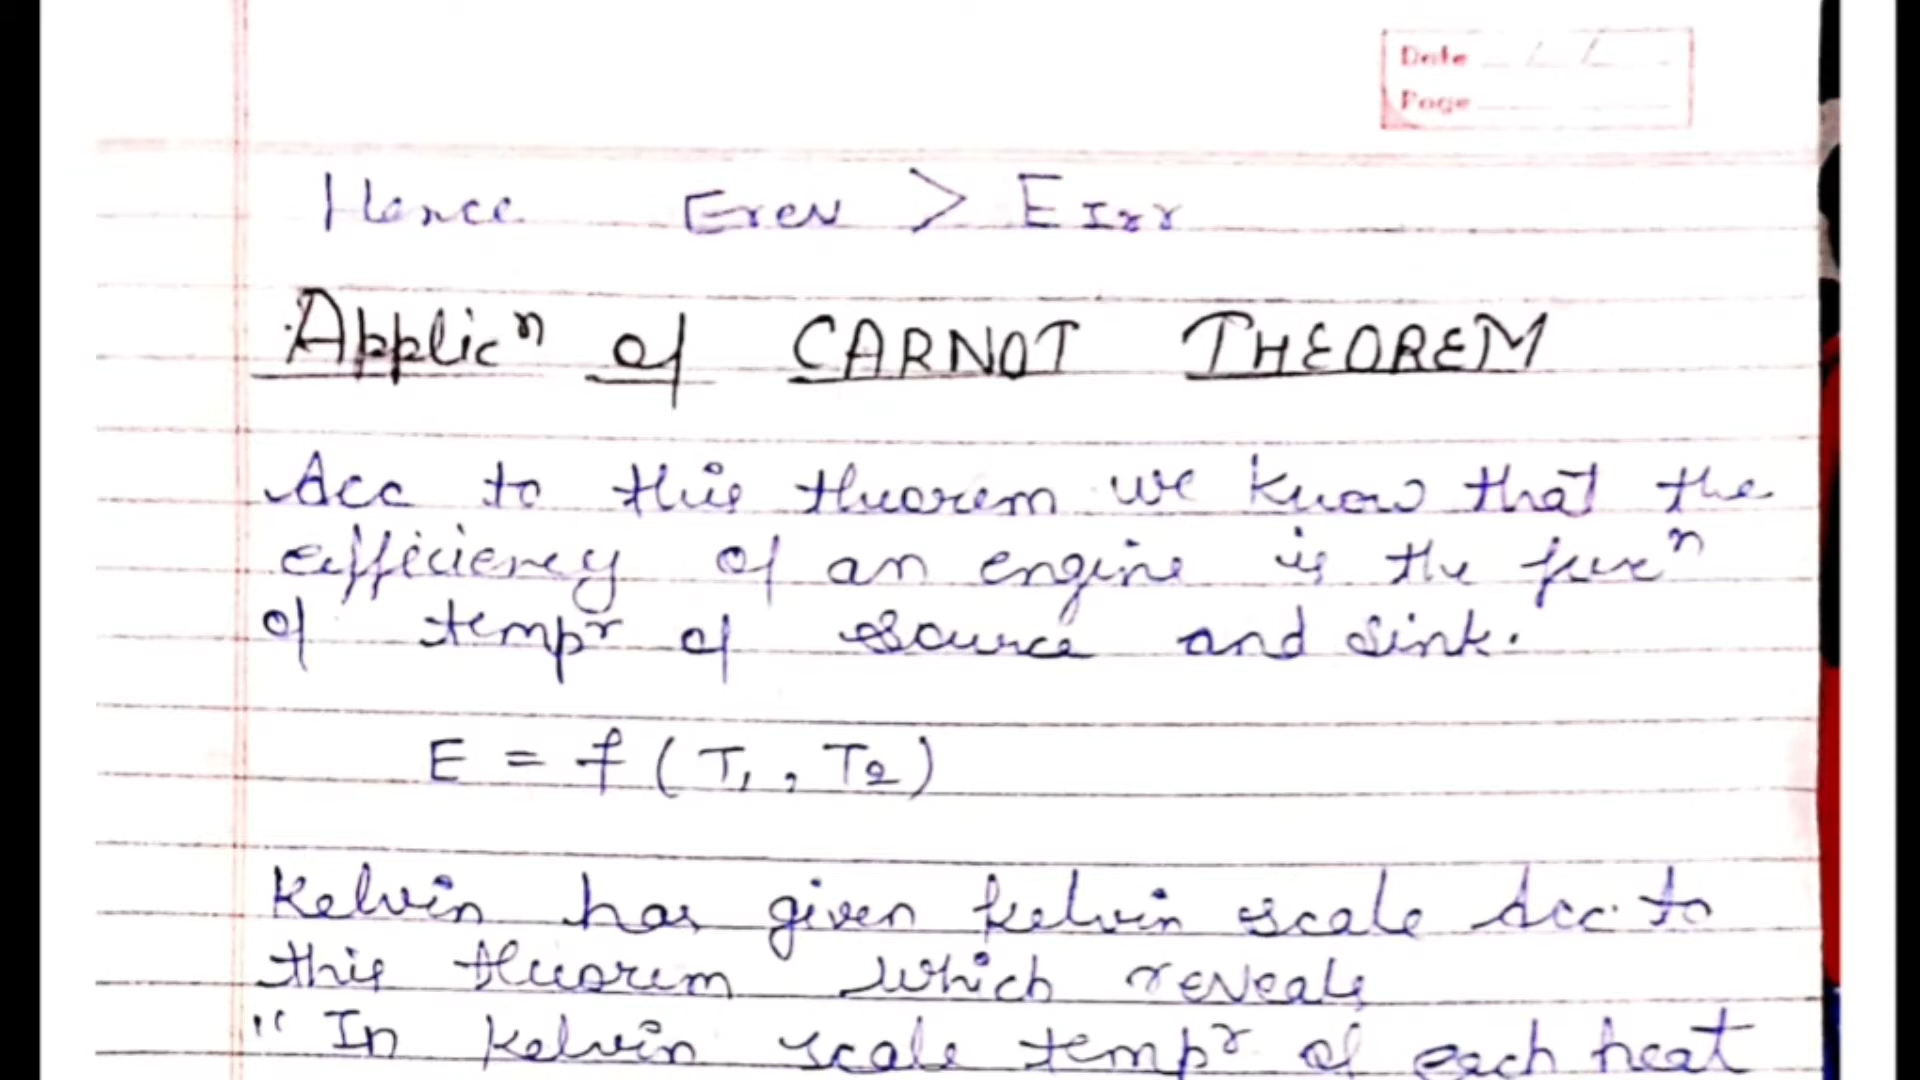 Date / /
Page
Hence Erev > EIrr
Applicⁿ of CARNOT THEOREM
Acc to this theorem we know that the
efficiency of an engine is the funcⁿ
of tempʳ of source and sink.
E = f (T₁, T₂)
Kelvin has given kelvin scale Acc. to
this theorem which reveals
" In Kelvin scale tempʳ of each heat